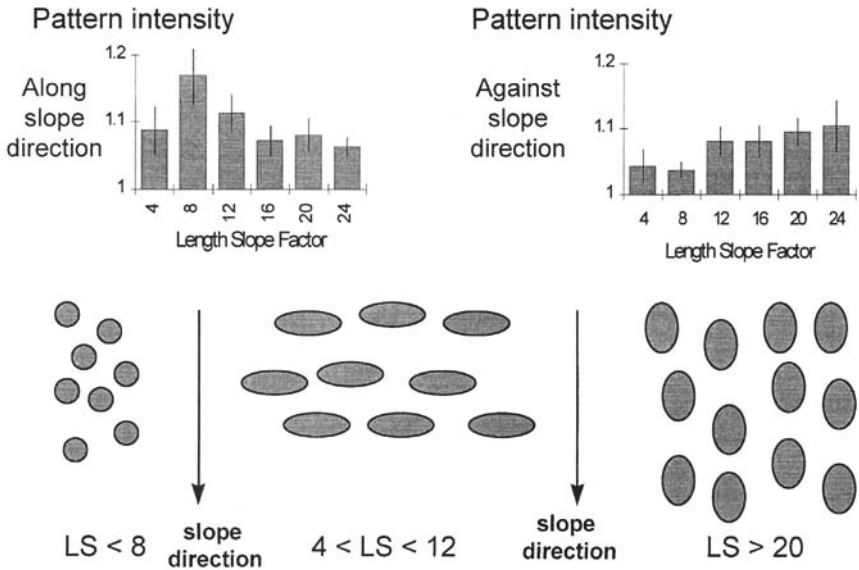 Pattern intensity
Along
slope
direction
1.2
1.1
1
4 8 12 16 20 24
Length Slope Factor
Pattern intensity
Against
slope
direction
1.2
1.1
1
4 8 12 16 20 24
Length Slope Factor
LS < 8
slope
direction
4 < LS < 12
slope
direction
LS > 20